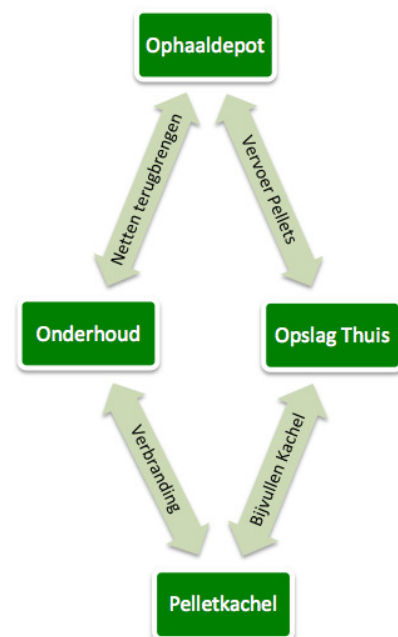 Ophaaldepot
Netten terugbrengen
Vervoer Pellets
Onderhoud
Opslag Thuis
Verbranding
Bijvullen Kachel
Pelletkachel